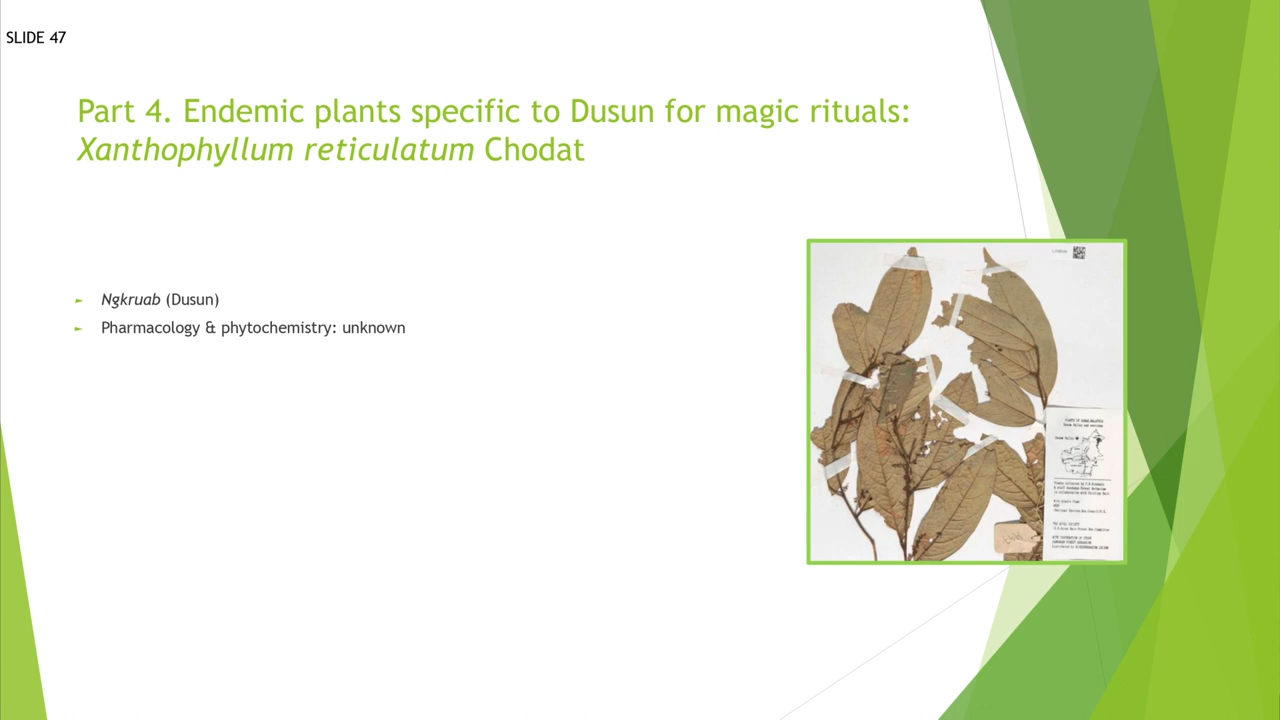 SLIDE 47
Part 4. Endemic plants specific to Dusun for magic rituals:
Xanthophyllum reticulatum Chodat
► Ngkruab (Dusun)
► Pharmacology & phytochemistry: unknown